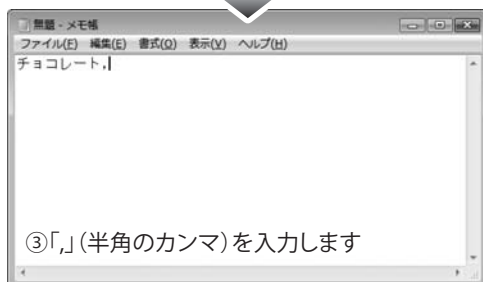 無題 - メモ帳
ファイル(F) 編集(E) 書式(O) 表示(V) ヘルプ(H)
チョコレート,
③「,」(半角のカンマ)を入力します